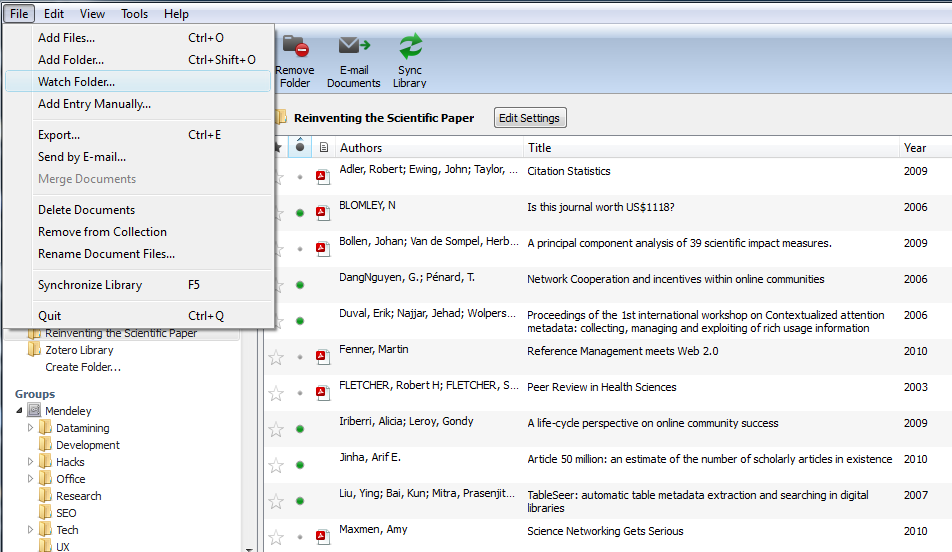 File Edit View Tools Help
Add Files... Ctrl+O
Add Folder... Ctrl+Shift+O
Watch Folder...
Add Entry Manually...
Export... Ctrl+E
Send by E-mail...
Merge Documents
Delete Documents
Remove from Collection
Rename Document Files...
Synchronize Library F5
Quit Ctrl+Q
Remove Folder
E-mail Documents
Sync Library
Reinventing the Scientific Paper Edit Settings
Authors Title Year
Adler, Robert; Ewing, John; Taylor, ... Citation Statistics 2009
BLOMLEY, N Is this journal worth US$1118? 2006
Bollen, Johan; Van de Sompel, Herb... A principal component analysis of 39 scientific impact measures. 2009
DangNguyen, G.; Pénard, T. Network Cooperation and incentives within online communities 2006
Duval, Erik; Najjar, Jehad; Wolpers... Proceedings of the 1st international workshop on Contextualized attention 2006
metadata: collecting, managing and exploiting of rich usage information
Fenner, Martin Reference Management meets Web 2.0 2010
FLETCHER, Robert H; FLETCHER, S... Peer Review in Health Sciences 2003
Iriberri, Alicia; Leroy, Gondy A life-cycle perspective on online community success 2009
Jinha, Arif E. Article 50 million: an estimate of the number of scholarly articles in existence 2010
Liu, Ying; Bai, Kun; Mitra, Prasenjit... TableSeer: automatic table metadata extraction and searching in digital 2007
libraries
Maxmen, Amy Science Networking Gets Serious 2010
Reinventing the Scientific Paper
Zotero Library
Create Folder...
Groups
Mendeley
Datamining
Development
Hacks
Office
Research
SEO
Tech
UX